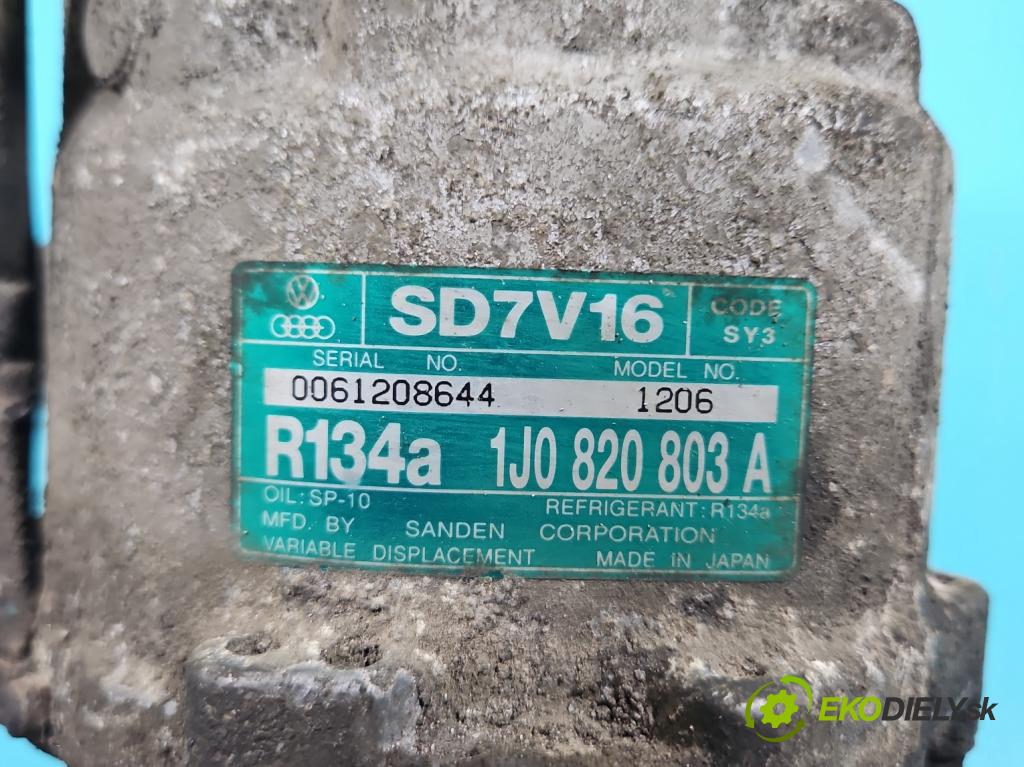 SD7V16
CODE
SY3
SERIAL NO.
MODEL NO.
0061208644
1206
R134a
1J0 820 803 A
OIL: SP-10
REFRIGERANT: R134a
MFD. BY SANDEN CORPORATION
VARIABLE DISPLACEMENT MADE IN JAPAN
EKODIELY.sk